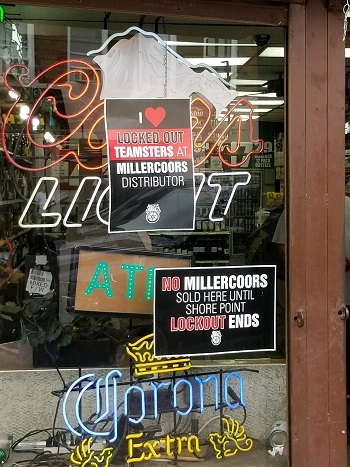 I ❤
LOCKED OUT
TEAMSTERS AT
MILLERCOORS
DISTRIBUTOR
LIGHT
ATM
NO MILLERCOORS
SOLD HERE UNTIL
SHORE POINT
LOCKOUT ENDS
Corona
Extra